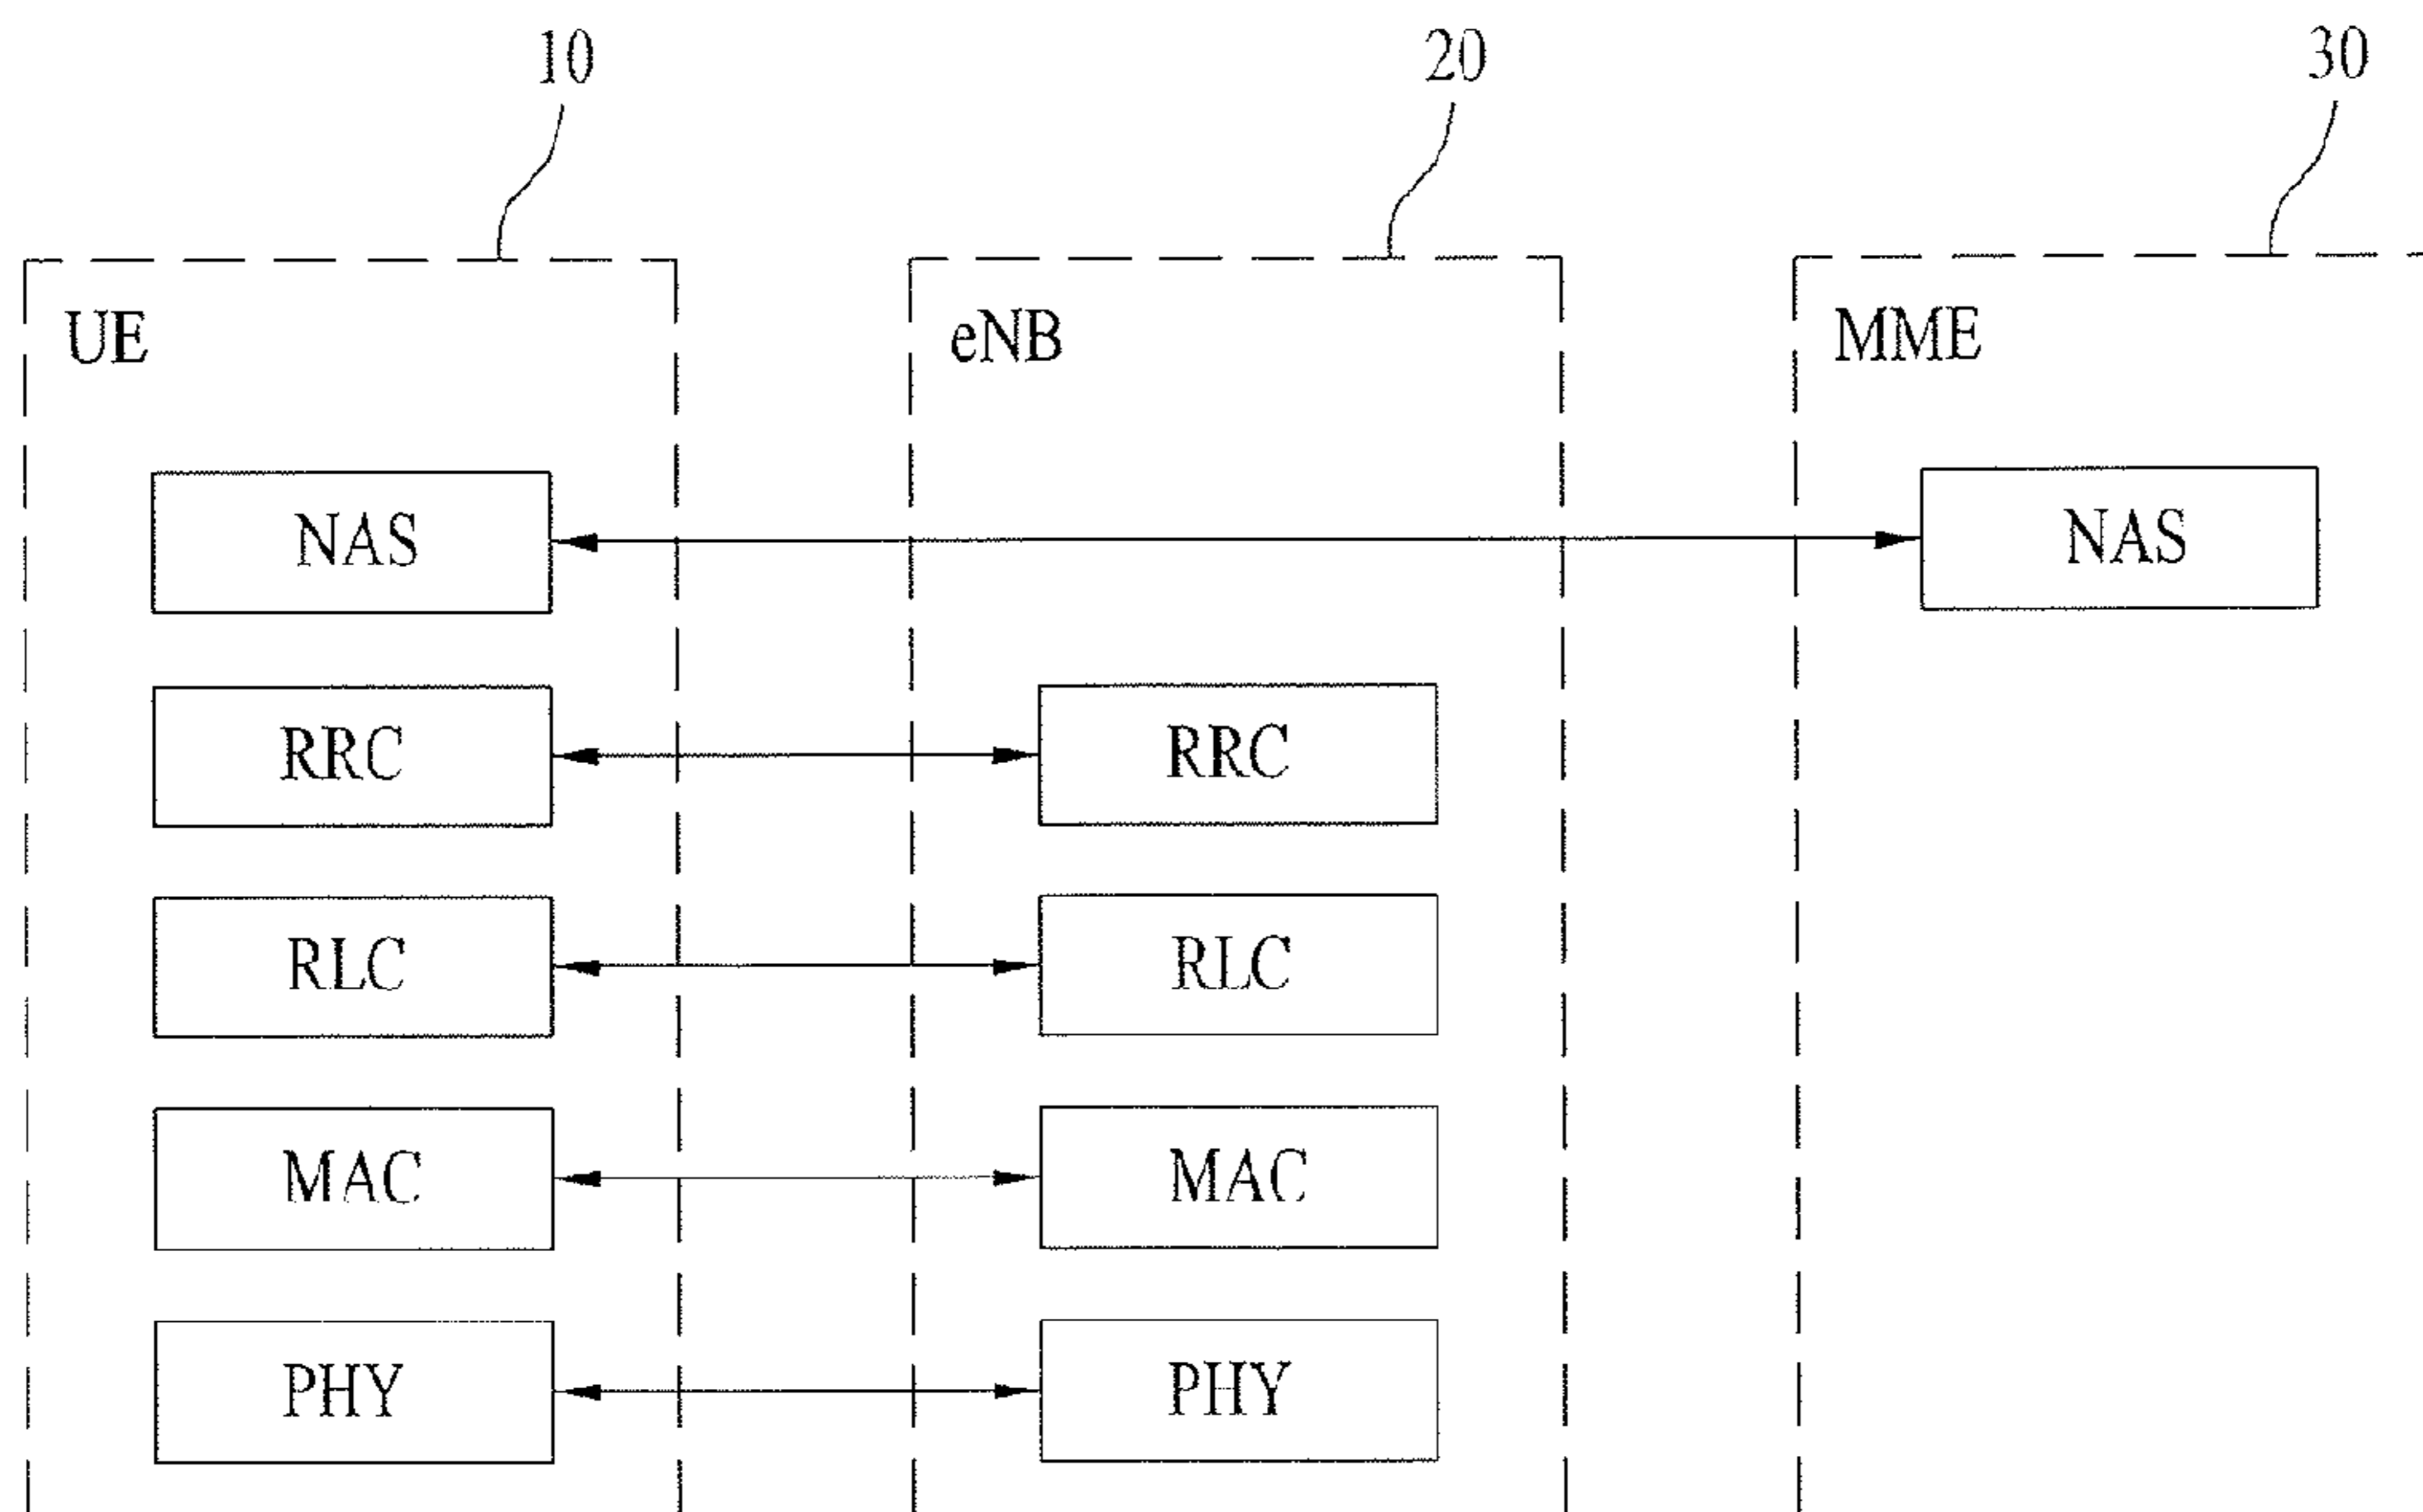 10 20 30
UE eNB MME
NAS NAS
RRC RRC
RLC RLC
MAC MAC
PHY PHY